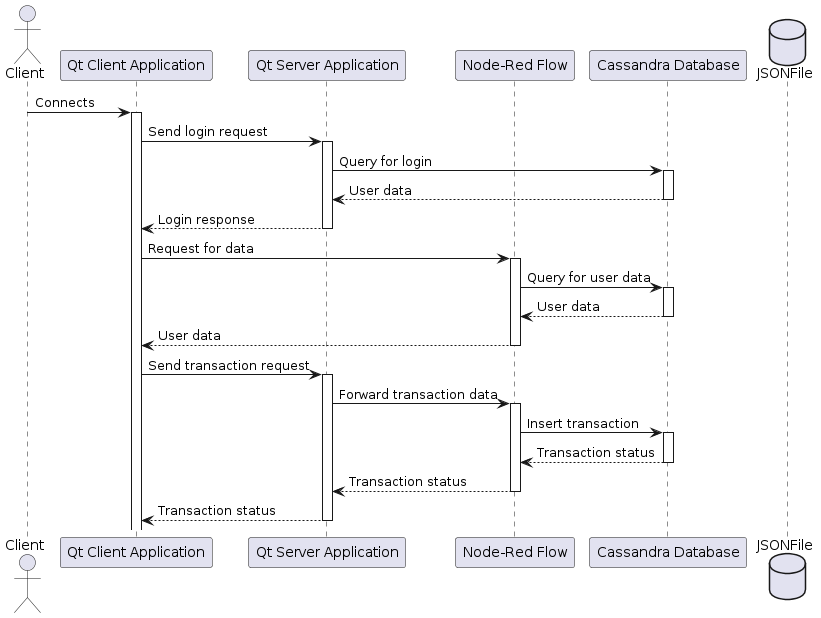 Client
Qt Client Application
Qt Server Application
Node-Red Flow
Cassandra Database
JSONFile
Connects
Send login request
Query for login
User data
Login response
Request for data
Query for user data
User data
User data
Send transaction request
Forward transaction data
Insert transaction
Transaction status
Transaction status
Transaction status
Client
Qt Client Application
Qt Server Application
Node-Red Flow
Cassandra Database
JSONFile